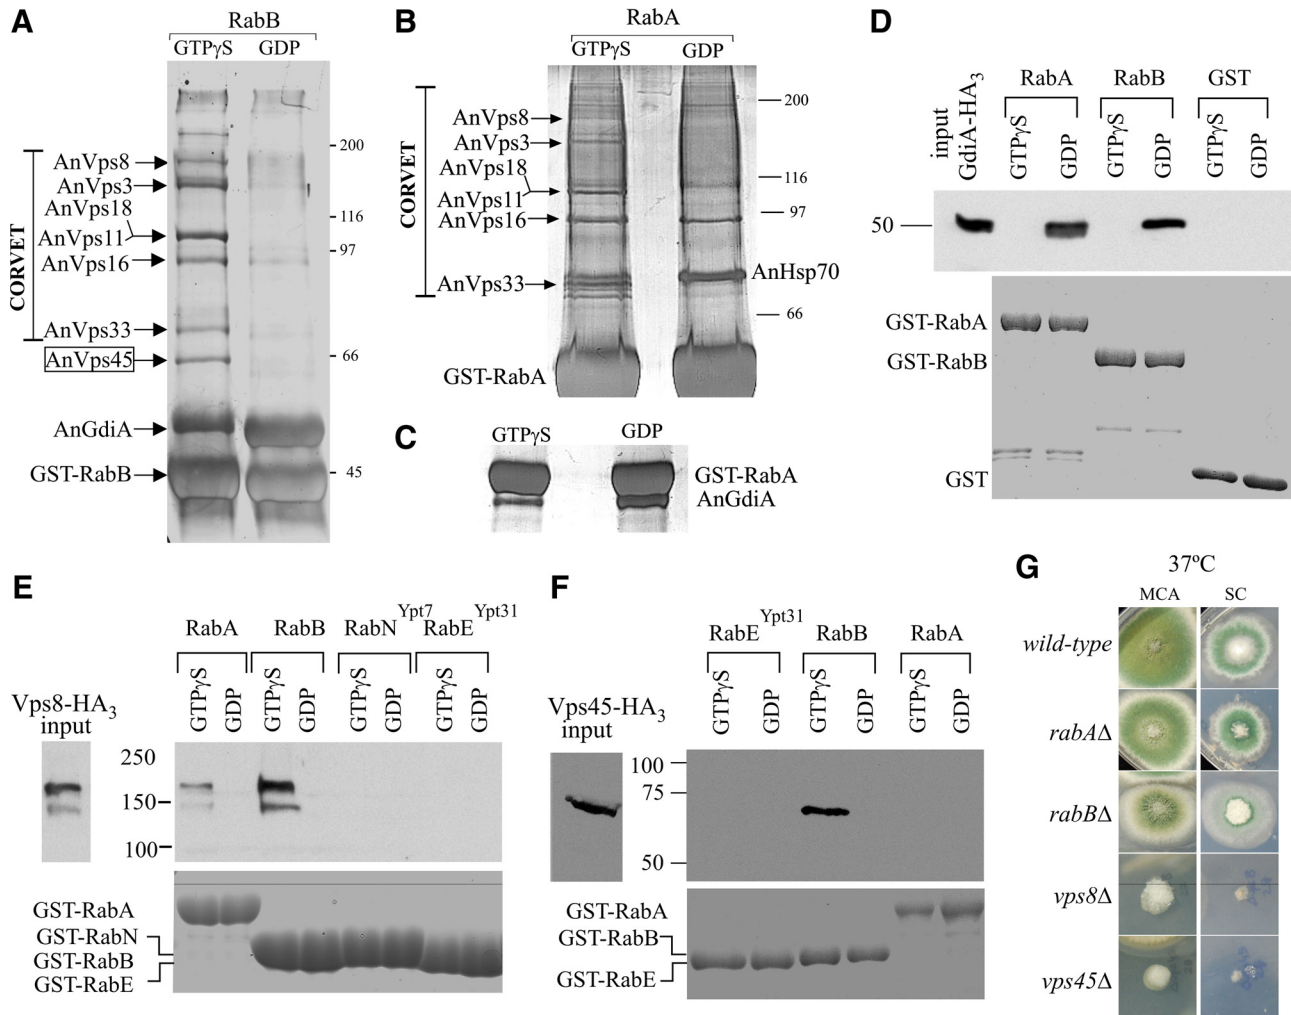 A
RabB
GTPγS GDP
200
AnVps8
AnVps3
AnVps18
116
AnVps11
97
AnVps16
CORVET
AnVps33
AnVps45
66
AnGdiA
GST-RabB
45
B
RabA
GTPγS GDP
200
AnVps8
AnVps3
AnVps18
116
AnVps11
97
AnVps16
CORVET
AnHsp70
AnVps33
66
GST-RabA
C
GTPγS GDP
GST-RabA
AnGdiA
D
input
GdiA-HA3
RabA RabB GST
GTPγS GDP GTPγS GDP GTPγS GDP
50
GST-RabA
GST-RabB
GST
E
RabA RabB RabN Ypt7 RabE Ypt31
GTPγS GDP GTPγS GDP GTPγS GDP GTPγS GDP
Vps8-HA3
input
250
150
100
GST-RabA
GST-RabN
GST-RabB
GST-RabE
F
RabE Ypt31 RabB RabA
GTPγS GDP GTPγS GDP GTPγS GDP
Vps45-HA3
input
100
75
50
GST-RabA
GST-RabB
GST-RabE
G
37ºC
MCA SC
wild-type
rabAΔ
rabBΔ
vps8Δ
vps45Δ